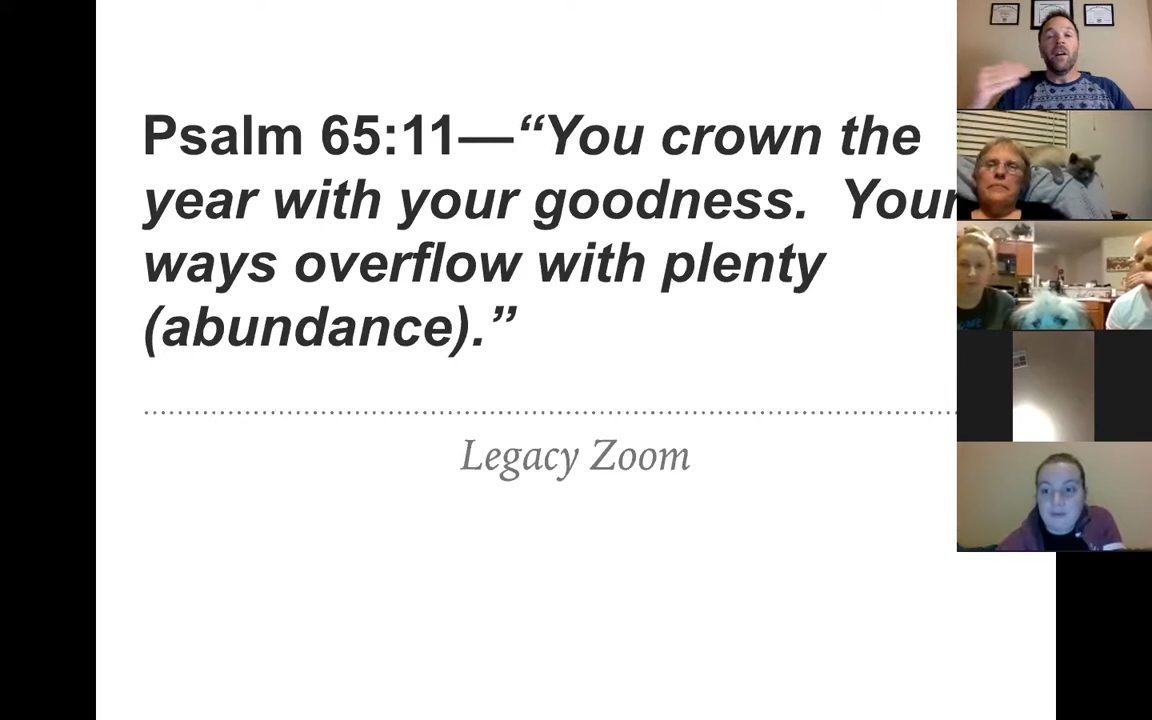 Psalm 65:11—“You crown the
year with your goodness.  Your
ways overflow with plenty
(abundance).”
Legacy Zoom